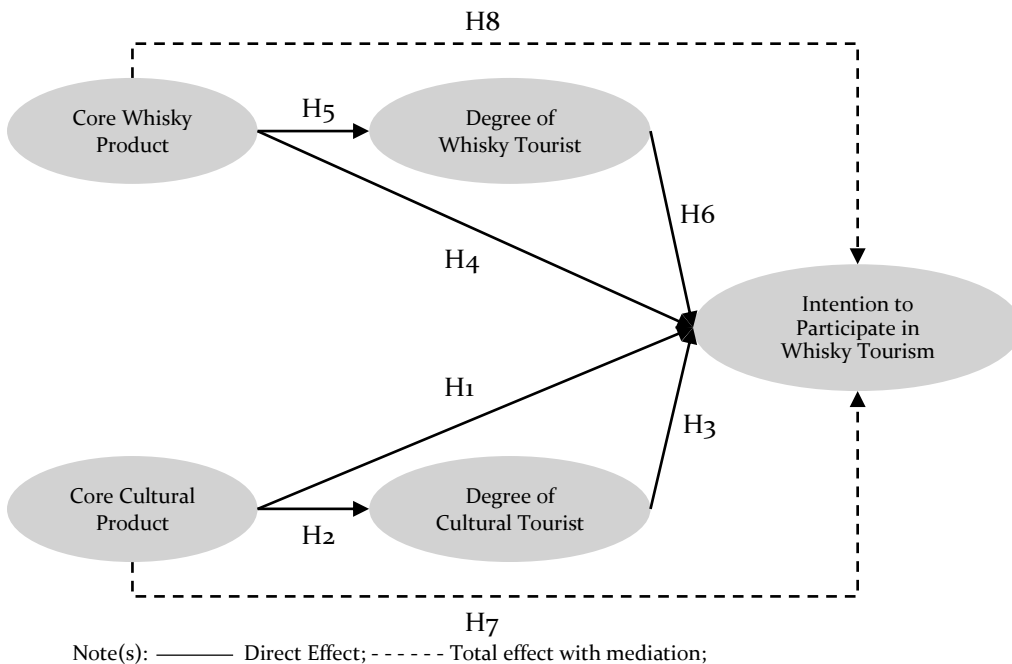 H8
Core Whisky
Product
H5
Degree of
Whisky Tourist
H6
H4
Intention to
Participate in
Whisky Tourism
H1
H3
Core Cultural
Product
H2
Degree of
Cultural Tourist
H7
Note(s): ——— Direct Effect; - - - - - - Total effect with mediation;